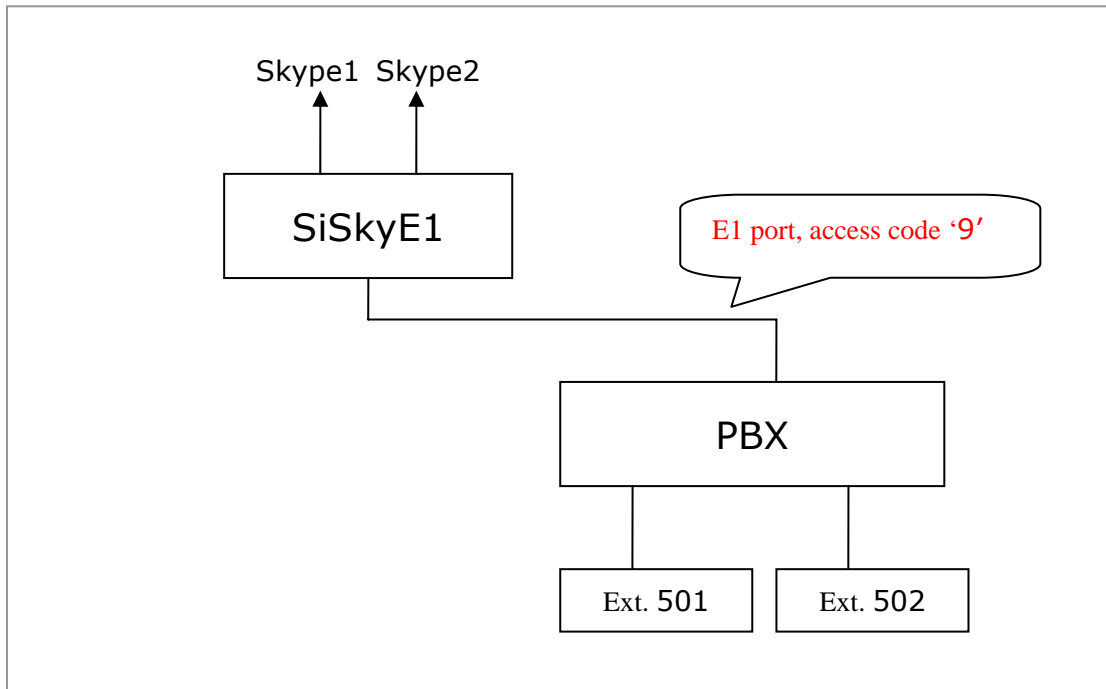 Skype1 Skype2
SiSkyE1
E1 port, access code ‘9’
PBX
Ext. 501
Ext. 502